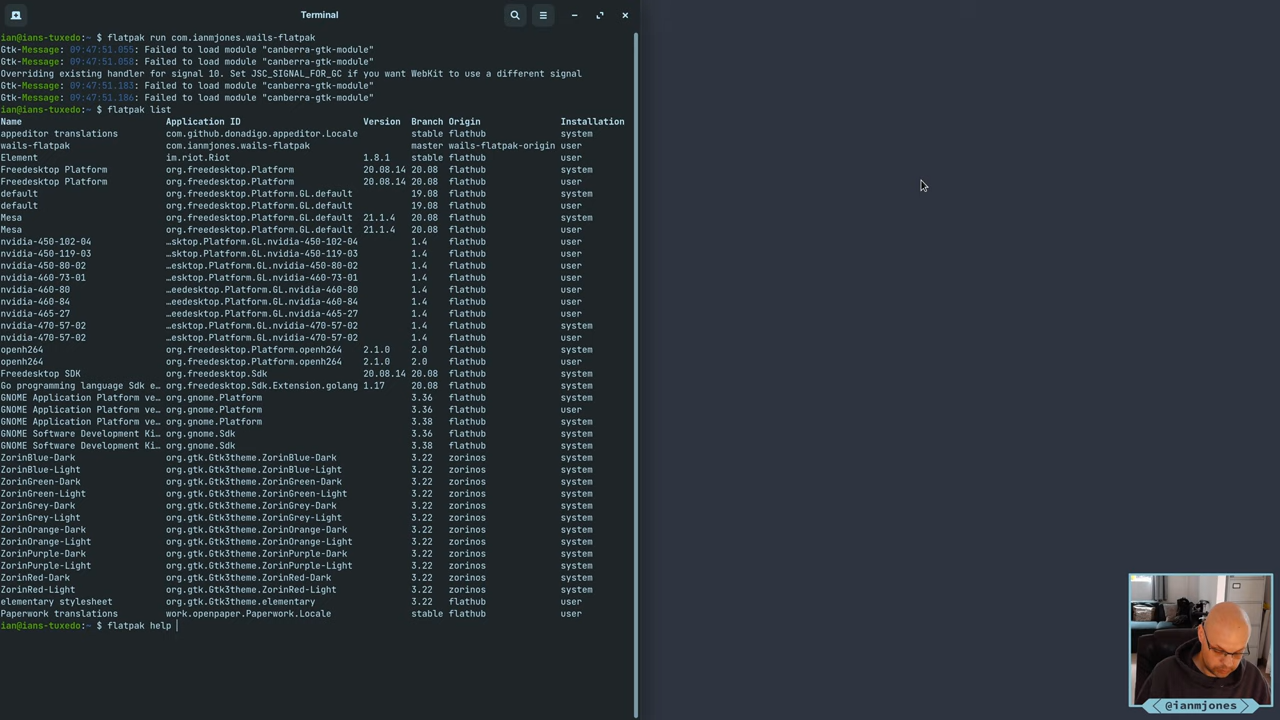 Terminal
ian@ians-tuxedo:~ $ flatpak run com.ianmjones.wails-flatpak
Gtk-Message: 09:47:51.055: Failed to load module "canberra-gtk-module"
Gtk-Message: 09:47:51.058: Failed to load module "canberra-gtk-module"
Overriding existing handler for signal 10. Set JSC_SIGNAL_FOR_GC if you want WebKit to use a different signal
Gtk-Message: 09:47:51.183: Failed to load module "canberra-gtk-module"
Gtk-Message: 09:47:51.186: Failed to load module "canberra-gtk-module"
ian@ians-tuxedo:~ $ flatpak list
Name Application ID Version Branch Origin Installation
appeditor translations com.github.donadigo.appeditor.Locale stable flathub system
wails-flatpak com.ianmjones.wails-flatpak master wails-flatpak-origin user
Element im.riot.Riot 1.8.1 stable flathub user
Freedesktop Platform org.freedesktop.Platform 20.08.14 20.08 flathub system
Freedesktop Platform org.freedesktop.Platform 20.08.14 20.08 flathub user
default org.freedesktop.Platform.GL.default 19.08 flathub system
default org.freedesktop.Platform.GL.default 19.08 flathub user
Mesa org.freedesktop.Platform.GL.default 21.1.4 20.08 flathub system
Mesa org.freedesktop.Platform.GL.default 21.1.4 20.08 flathub user
nvidia-450-102-04 …sktop.Platform.GL.nvidia-450-102-04 1.4 flathub user
nvidia-450-119-03 …sktop.Platform.GL.nvidia-450-119-03 1.4 flathub user
nvidia-450-80-02 …esktop.Platform.GL.nvidia-450-80-02 1.4 flathub user
nvidia-460-73-01 …esktop.Platform.GL.nvidia-460-73-01 1.4 flathub user
nvidia-460-80 …eedesktop.Platform.GL.nvidia-460-80 1.4 flathub user
nvidia-460-84 …eedesktop.Platform.GL.nvidia-460-84 1.4 flathub user
nvidia-465-27 …eedesktop.Platform.GL.nvidia-465-27 1.4 flathub user
nvidia-470-57-02 …esktop.Platform.GL.nvidia-470-57-02 1.4 flathub system
nvidia-470-57-02 …esktop.Platform.GL.nvidia-470-57-02 1.4 flathub user
openh264 org.freedesktop.Platform.openh264 2.1.0 2.0 flathub system
openh264 org.freedesktop.Platform.openh264 2.1.0 2.0 flathub user
Freedesktop SDK org.freedesktop.Sdk 20.08.14 20.08 flathub system
Go programming language Sdk e… org.freedesktop.Sdk.Extension.golang 1.17 20.08 flathub system
GNOME Application Platform ve… org.gnome.Platform 3.36 flathub system
GNOME Application Platform ve… org.gnome.Platform 3.36 flathub user
GNOME Application Platform ve… org.gnome.Platform 3.38 flathub system
GNOME Software Development Ki… org.gnome.Sdk 3.36 flathub system
GNOME Software Development Ki… org.gnome.Sdk 3.38 flathub system
ZorinBlue-Dark org.gtk.Gtk3theme.ZorinBlue-Dark 3.22 zorinos system
ZorinBlue-Light org.gtk.Gtk3theme.ZorinBlue-Light 3.22 zorinos system
ZorinGreen-Dark org.gtk.Gtk3theme.ZorinGreen-Dark 3.22 zorinos system
ZorinGreen-Light org.gtk.Gtk3theme.ZorinGreen-Light 3.22 zorinos system
ZorinGrey-Dark org.gtk.Gtk3theme.ZorinGrey-Dark 3.22 zorinos system
ZorinGrey-Light org.gtk.Gtk3theme.ZorinGrey-Light 3.22 zorinos system
ZorinOrange-Dark org.gtk.Gtk3theme.ZorinOrange-Dark 3.22 zorinos system
ZorinOrange-Light org.gtk.Gtk3theme.ZorinOrange-Light 3.22 zorinos system
ZorinPurple-Dark org.gtk.Gtk3theme.ZorinPurple-Dark 3.22 zorinos system
ZorinPurple-Light org.gtk.Gtk3theme.ZorinPurple-Light 3.22 zorinos system
ZorinRed-Dark org.gtk.Gtk3theme.ZorinRed-Dark 3.22 zorinos system
ZorinRed-Light org.gtk.Gtk3theme.ZorinRed-Light 3.22 zorinos system
elementary stylesheet org.gtk.Gtk3theme.elementary 3.22 flathub user
Paperwork translations work.openpaper.Paperwork.Locale stable flathub user
ian@ians-tuxedo:~ $ flatpak help
@ianmjones